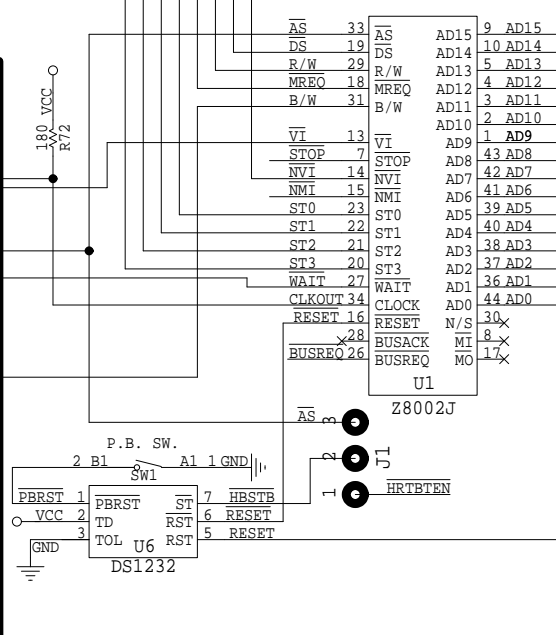 AS 33 AS AD15 9 AD15
DS 19 DS AD14 10 AD14
R/W 29 R/W AD13 5 AD13
MREQ 18 MREQ AD12 4 AD12
B/W 31 B/W AD11 3 AD11
AD10 2 AD10
VI 13 VI AD9 1 AD9
STOP 7 STOP AD8 43 AD8
NVI 14 NVI AD7 42 AD7
NMI 15 NMI AD6 41 AD6
ST0 23 ST0 AD5 39 AD5
ST1 22 ST1 AD4 40 AD4
ST2 21 ST2 AD3 38 AD3
ST3 20 ST3 AD2 37 AD2
WAIT 27 WAIT AD1 36 AD1
CLKOUT 34 CLOCK AD0 44 AD0
RESET 16 RESET N/S 30
28 BUSACK MI 8
BUSREQ 26 BUSREQ MO 17
U1
Z8002J
VCC
180
R72
AS 3
2 J1
1 HRTBTEN
P.B. SW.
2 B1 A1 1 GND
SW1
PBRST 1 PBRST ST 7 HBSTB
VCC 2 TD RST 6 RESET
GND 3 TOL U6 RST 5 RESET
DS1232